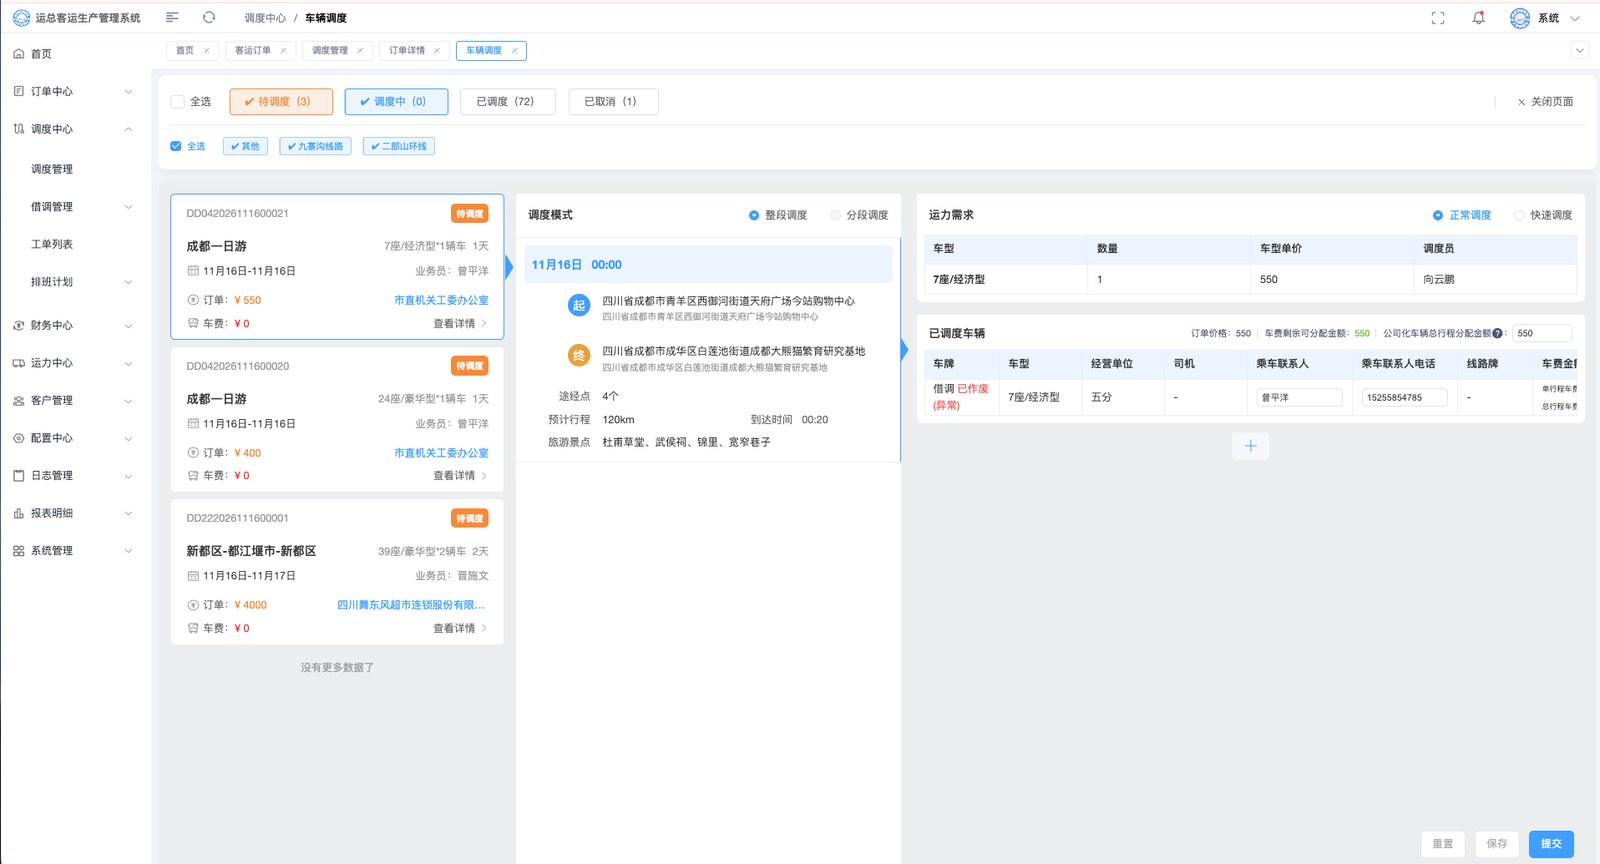 运总客运生产管理系统
调度中心 / 车辆调度
系统
首页
订单中心
调度中心
调度管理
借调管理
工单列表
排班计划
财务中心
运力中心
客户管理
配置中心
日志管理
报表明细
系统管理
首页 × 客运订单 × 调度管理 × 订单详情 × 车辆调度 ×
全选 待调度 (3) 调度中 (0) 已调度 (72) 已取消 (1) × 关闭页面
全选 其他 九寨沟线路 二郎山环线
DD042026111600021 待调度
成都一日游 7座/经济型*1辆车 1天
11月16日-11月16日 业务员：曾平洋
订单：¥ 550 市直机关工委办公室
车费：¥ 0 查看详情
DD042026111600020 待调度
成都一日游 24座/豪华型*1辆车 1天
11月16日-11月16日 业务员：曾平洋
订单：¥ 400 市直机关工委办公室
车费：¥ 0 查看详情
DD222026111600001 待调度
新都区-都江堰市-新都区 39座/豪华型*2辆车 2天
11月16日-11月17日 业务员：晋施文
订单：¥ 4000 四川舞东风超市连锁股份有限...
车费：¥ 0 查看详情
没有更多数据了
调度模式 整段调度 分段调度
11月16日 00:00
起 四川省成都市青羊区西御河街道天府广场今站购物中心
四川省成都市青羊区西御河街道天府广场今站购物中心
终 四川省成都市成华区白莲池街道成都大熊猫繁育研究基地
四川省成都市成华区白莲池街道成都大熊猫繁育研究基地
途经点 4个
预计行程 120km 到达时间 00:20
旅游景点 杜甫草堂、武侯祠、锦里、宽窄巷子
运力需求 正常调度 快速调度
车型 数量 车型单价 调度员
7座/经济型 1 550 向云鹏
已调度车辆 订单价格：550 车费剩余可分配金额：550 公司化车辆总行程分配金额?：550
车牌 车型 经营单位 司机 乘车联系人 乘车联系人电话 线路牌 车费金
借调 已作废 (异常) 7座/经济型 五分 - 曾平洋 15255854785 - 单行程车
总行程车
+
重置 保存 提交